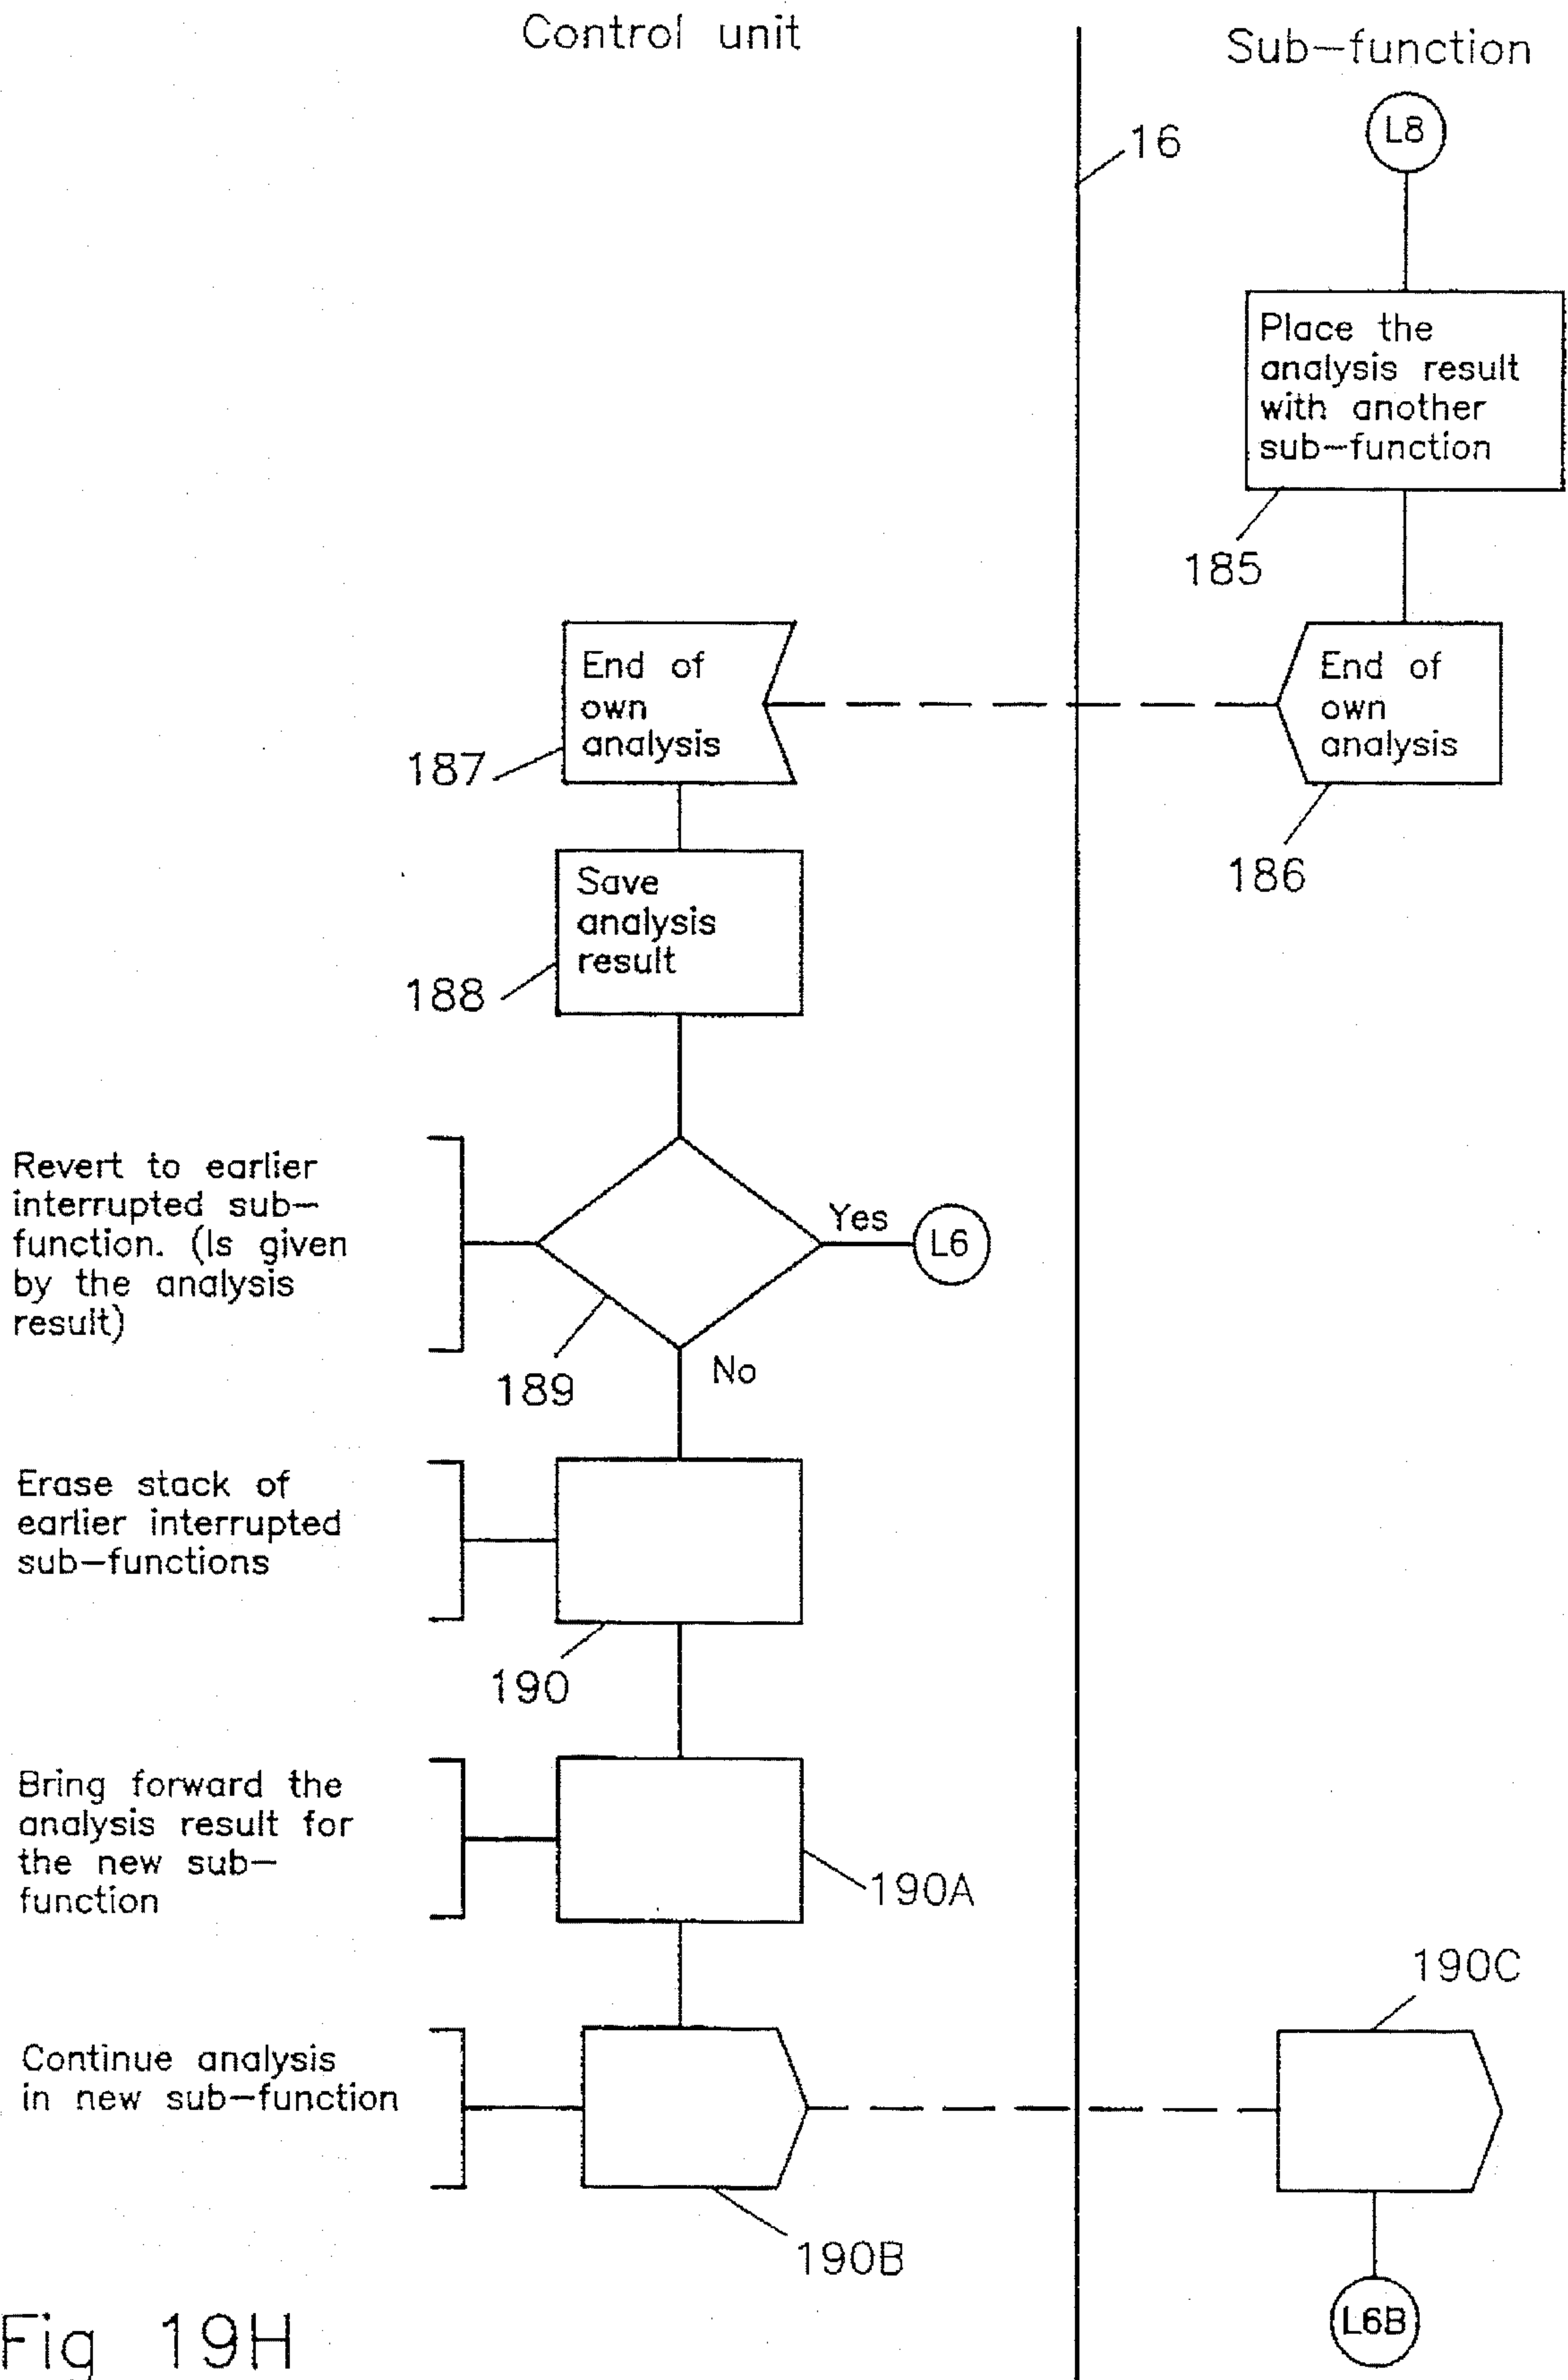 Control unit
Sub-function
L8
16
Place the
analysis result
with another
sub-function
185
End of
own
analysis
187
End of
own
analysis
186
Save
analysis
result
188
Revert to earlier
interrupted sub-
function. (Is given
by the analysis
result)
Yes
L6
189
No
Erase stack of
earlier interrupted
sub-functions
190
Bring forward the
analysis result for
the new sub-
function
190A
190C
Continue analysis
in new sub-function
190B
L6B
Fig 19H